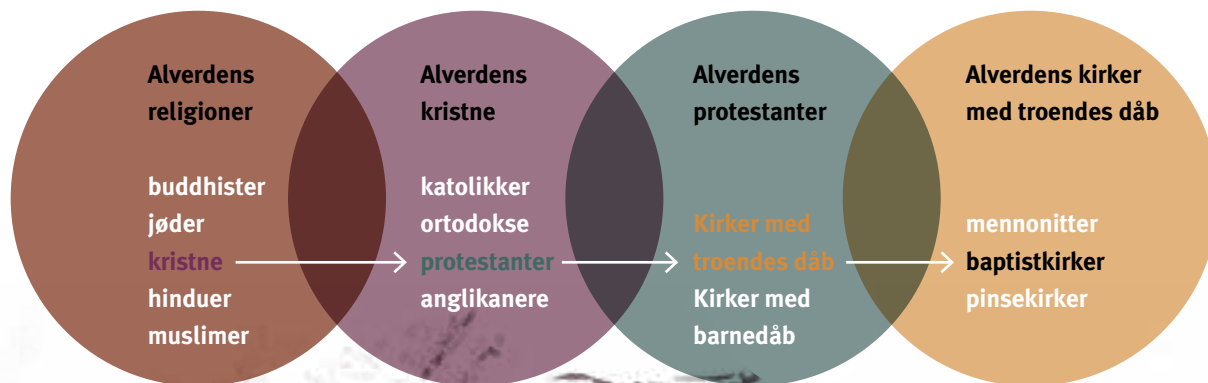 Alverdens
religioner
buddhister
jøder
kristne
hinduer
muslimer
Alverdens
kristne
katolikker
ortodokse
protestanter
anglikanere
Alverdens
protestanter
Kirker med
troendes dåb
Kirker med
barnedåb
Alverdens kirker
med troendes dåb
mennonitter
baptistkirker
pinsekirker